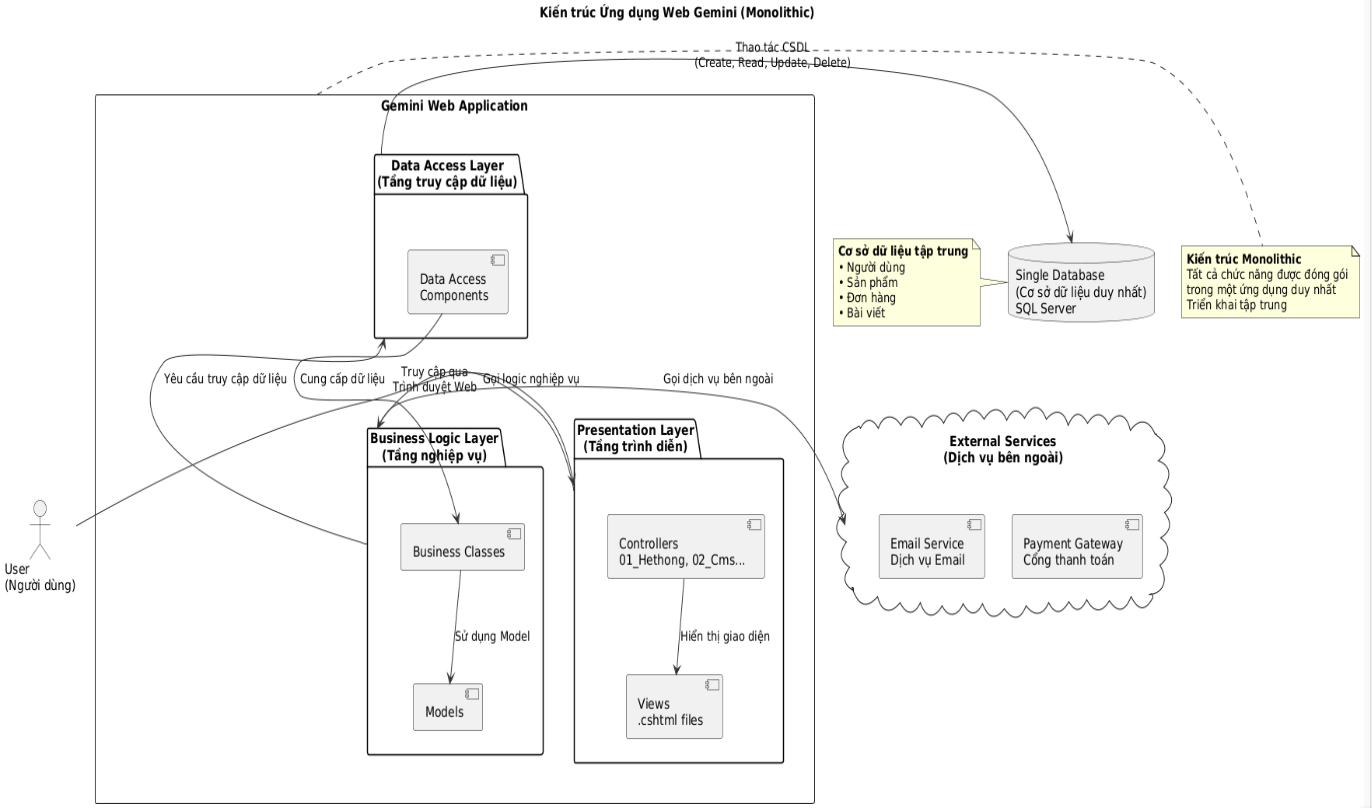 Kiến trúc Ứng dụng Web Gemini (Monolithic)
Thao tác CSDL
(Create, Read, Update, Delete)
Gemini Web Application
Data Access Layer
(Tầng truy cập dữ liệu)
Data Access
Components
Cơ sở dữ liệu tập trung
• Người dùng
• Sản phẩm
• Đơn hàng
• Bài viết
Single Database
(Cơ sở dữ liệu duy nhất)
SQL Server
Kiến trúc Monolithic
Tất cả chức năng được đóng gói
trong một ứng dụng duy nhất
Triển khai tập trung
Yêu cầu truy cập dữ liệu
Cung cấp dữ liệu
Truy cập qua
Trình duyệt Web
Gọi logic nghiệp vụ
Gọi dịch vụ bên ngoài
Business Logic Layer
(Tầng nghiệp vụ)
Presentation Layer
(Tầng trình diễn)
External Services
(Dịch vụ bên ngoài)
Business Classes
Controllers
01_Hethong, 02_Cms...
Email Service
Dịch vụ Email
Payment Gateway
Cổng thanh toán
User
(Người dùng)
Sử dụng Model
Hiển thị giao diện
Models
Views
.cshtml files